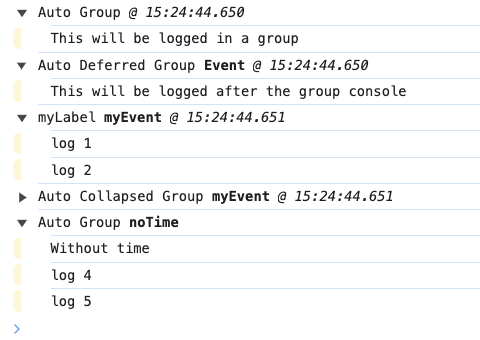 Auto Group @ 15:24:44.650
This will be logged in a group
Auto Deferred Group Event @ 15:24:44.650
This will be logged after the group console
myLabel myEvent @ 15:24:44.651
log 1
log 2
Auto Collapsed Group myEvent @ 15:24:44.651
Auto Group noTime
Without time
log 4
log 5